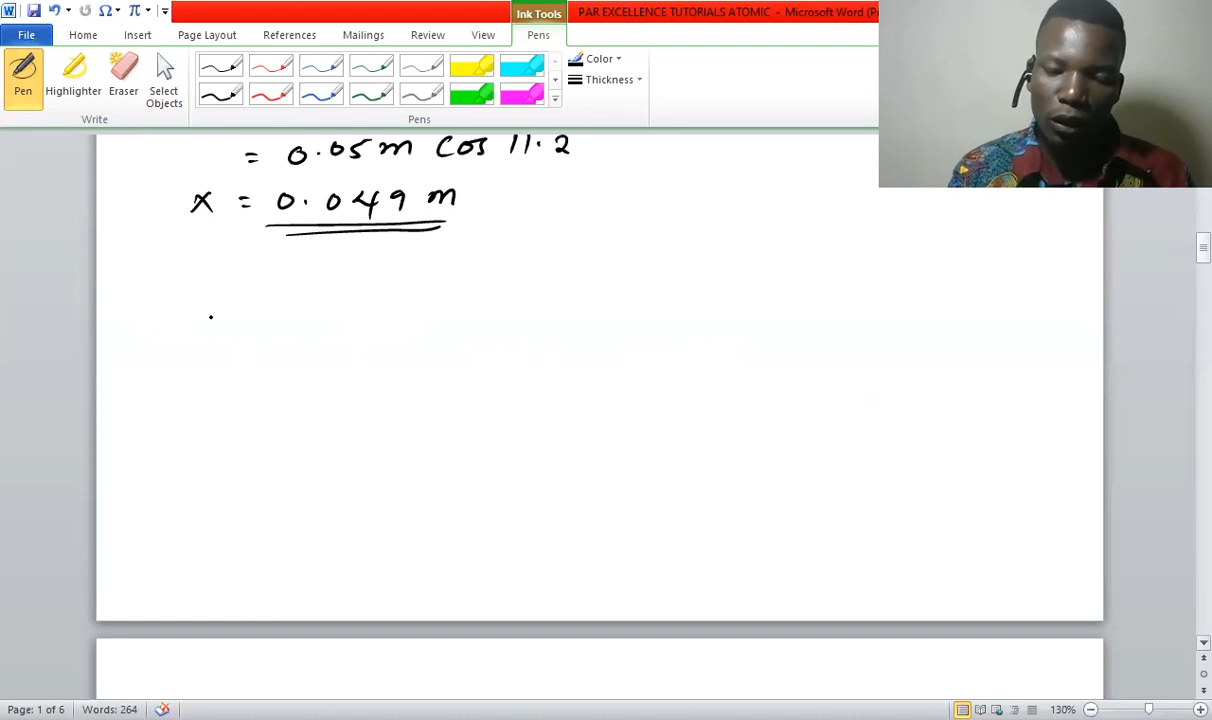 Ink Tools
PAR EXCELLENCE TUTORIALS ATOMIC - Microsoft Word (P
File Home Insert Page Layout References Mailings Review View Pens
Pen
Highlighter
Eraser
Select
Objects
Color
Thickness
Write
Pens
= 0.05m Cos 11.2
x = 0.049 m
Page: 1 of 6
Words: 264
130%